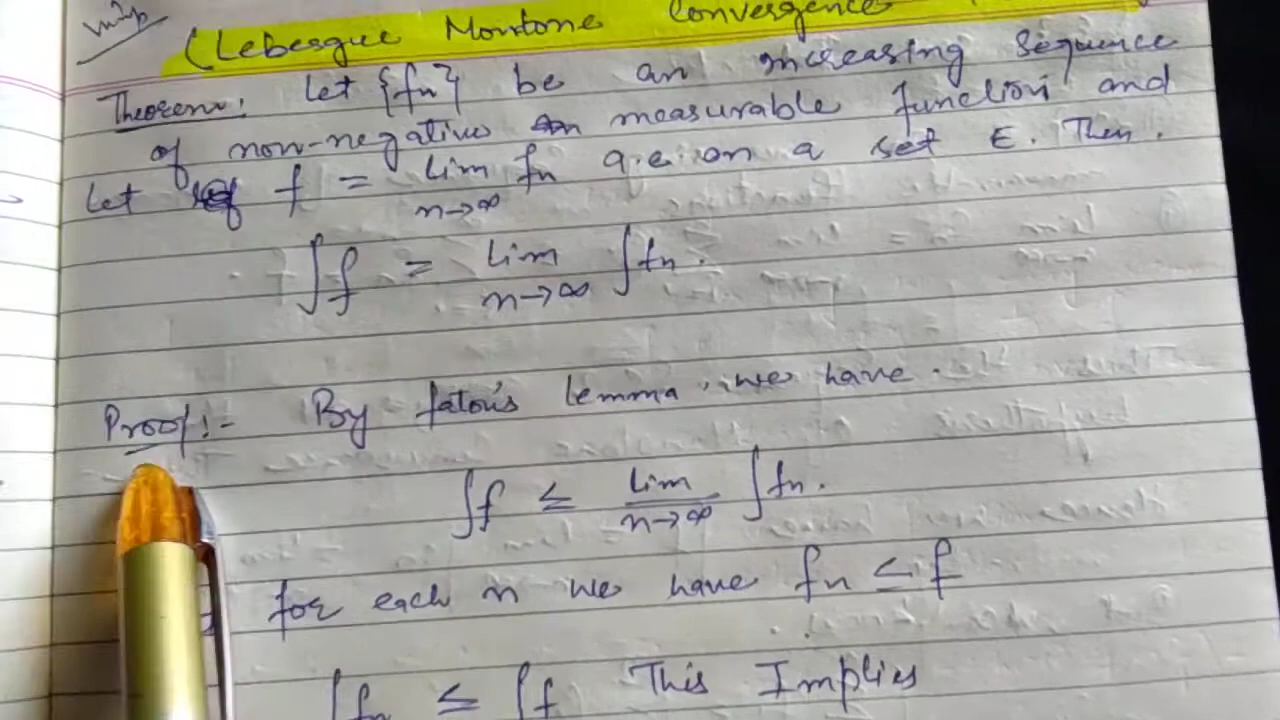 (Lebesgue Montone Convergence
Theorem: Let {fn} be an increasing sequence
of non-negative measurable function and
Let f = lim n→∞ fn a.e. on a set E. Then.
∫f = lim n→∞ ∫fn.
Proof:- By fatou's lemma, we have.
∫f ≤ lim n→∞ ∫fn.
for each n we have fn ≤ f
∫fn ≤ ∫f This Implies